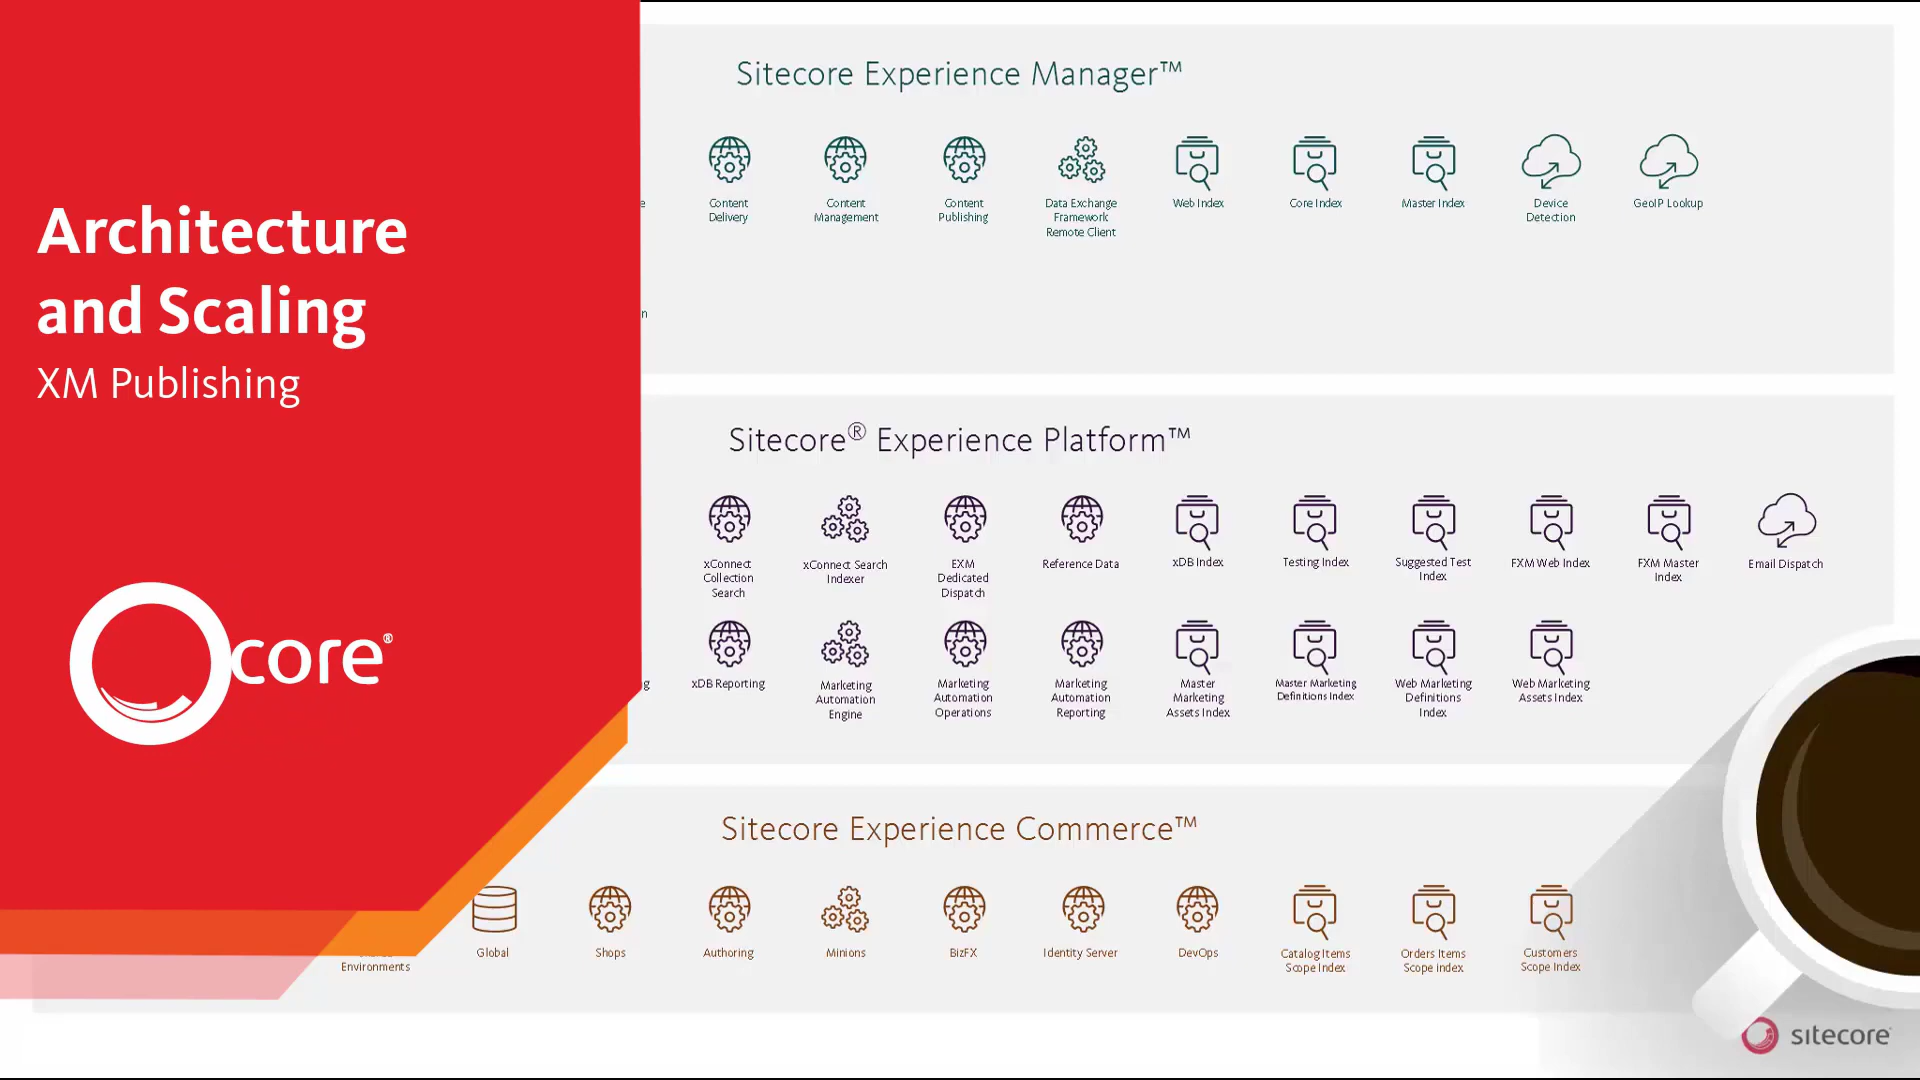 Architecture
and Scaling
XM Publishing
core®
Sitecore Experience Manager™
e
Content
Delivery
Content
Management
Content
Publishing
Data Exchange
Framework
Remote Client
Web Index
Core Index
Master Index
Device
Detection
GeoIP Lookup
n
Sitecore® Experience Platform™
xConnect
Collection
Search
xConnect Search
Indexer
EXM
Dedicated
Dispatch
Reference Data
xDB Index
Testing Index
Suggested Test
Index
FXM Web Index
FXM Master
Index
Email Dispatch
g
xDB Reporting
Marketing
Automation
Engine
Marketing
Automation
Operations
Marketing
Automation
Reporting
Master
Marketing
Assets Index
Master Marketing
Definitions Index
Web Marketing
Definitions
Index
Web Marketing
Assets Index
Sitecore Experience Commerce™
Environments
Global
Shops
Authoring
Minions
BizFX
Identity Server
DevOps
Catalog Items
Scope Index
Orders Items
Scope index
Customers
Scope Index
sitecore